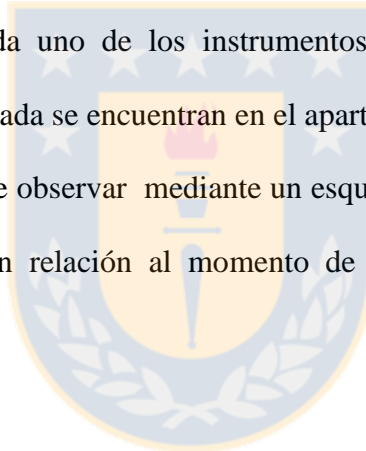 da uno de los instrumentos
ada se encuentran en el apart
e observar mediante un esqu
n relación al momento de